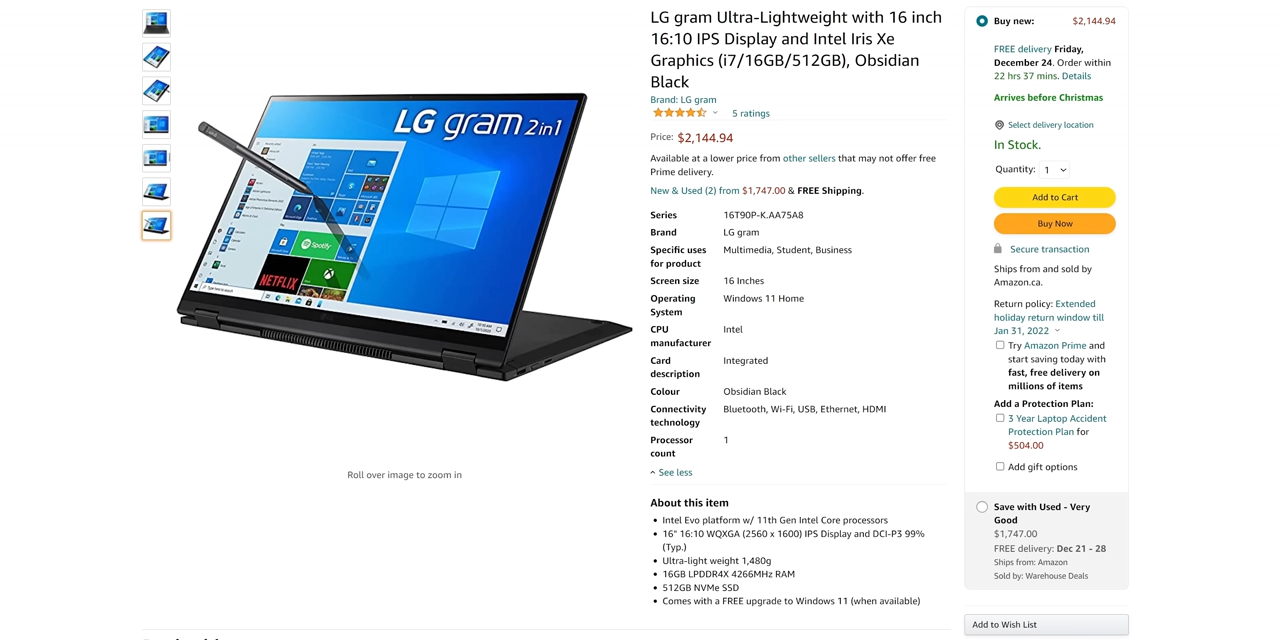 LG gram Ultra-Lightweight with 16 inch
16:10 IPS Display and Intel Iris Xe
Graphics (i7/16GB/512GB), Obsidian
Black
Brand: LG gram
5 ratings
Price: $2,144.94
Available at a lower price from other sellers that may not offer free
Prime delivery.
New & Used (2) from $1,747.00 & FREE Shipping.
Series 16T90P-K.AA75A8
Brand LG gram
Specific uses Multimedia, Student, Business
for product
Screen size 16 Inches
Operating Windows 11 Home
System
CPU Intel
manufacturer
Card Integrated
description
Colour Obsidian Black
Connectivity Bluetooth, Wi-Fi, USB, Ethernet, HDMI
technology
Processor 1
count
See less
About this item
• Intel Evo platform w/ 11th Gen Intel Core processors
• 16" 16:10 WQXGA (2560 x 1600) IPS Display and DCI-P3 99%
(Typ.)
• Ultra-light weight 1,480g
• 16GB LPDDR4X 4266MHz RAM
• 512GB NVMe SSD
• Comes with a FREE upgrade to Windows 11 (when available)
LG gram 2in1
Spotify
NETFLIX
Roll over image to zoom in
Buy new: $2,144.94
FREE delivery Friday,
December 24. Order within
22 hrs 37 mins. Details
Arrives before Christmas
Select delivery location
In Stock.
Quantity: 1
Add to Cart
Buy Now
Secure transaction
Ships from and sold by
Amazon.ca.
Return policy: Extended
holiday return window till
Jan 31, 2022
Try Amazon Prime and
start saving today with
fast, free delivery on
millions of items
Add a Protection Plan:
3 Year Laptop Accident
Protection Plan for
$504.00
Add gift options
Save with Used - Very
Good
$1,747.00
FREE delivery: Dec 21 - 28
Ships from: Amazon
Sold by: Warehouse Deals
Add to Wish List